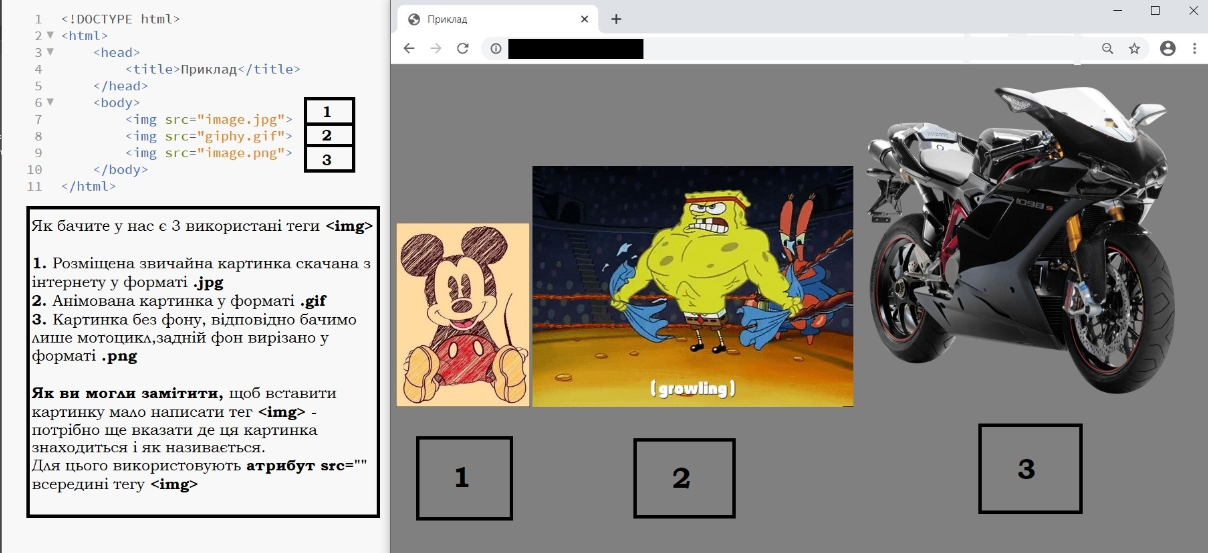 1 <!DOCTYPE html>
2 <html>
3 <head>
4 <title>Приклад</title>
5 </head>
6 <body>
7 <img src="image.jpg">
8 <img src="giphy.gif">
9 <img src="image.png">
10 </body>
11 </html>
1
2
3
Як бачите у нас є 3 використані теги <img>
1. Розміщена звичайна картинка скачана з
інтернету у форматі .jpg
2. Анімована картинка у форматі .gif
3. Картинка без фону, відповідно бачимо
лише мотоцикл,задній фон вирізано у
форматі .png
Як ви могли замітити, щоб вставити
картинку мало написати тег <img> -
потрібно ще вказати де ця картинка
знаходиться і як називається.
Для цього використовують атрибут src=""
всередині тегу <img>
Приклад
(growling)
1098s
1
2
3